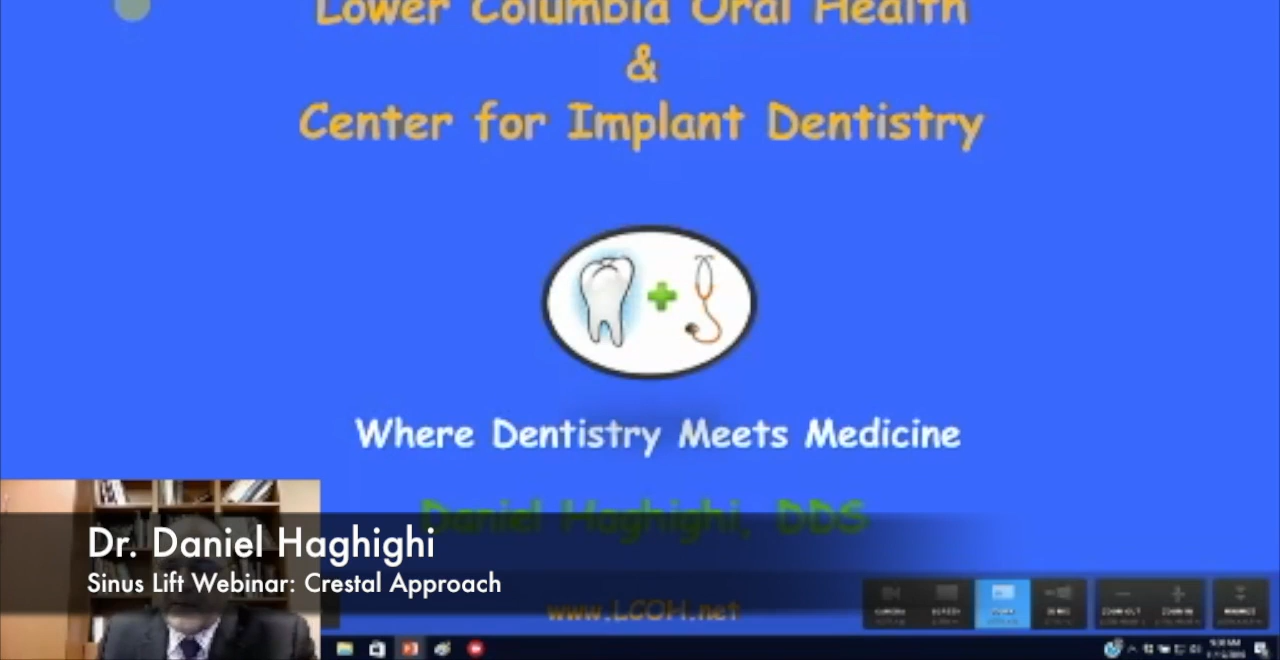 Lower Columbia Oral Health
&
Center for Implant Dentistry
Where Dentistry Meets Medicine
Daniel Haghighi, DDS
Dr. Daniel Haghighi
Sinus Lift Webinar: Crestal Approach
www.LCOH.net